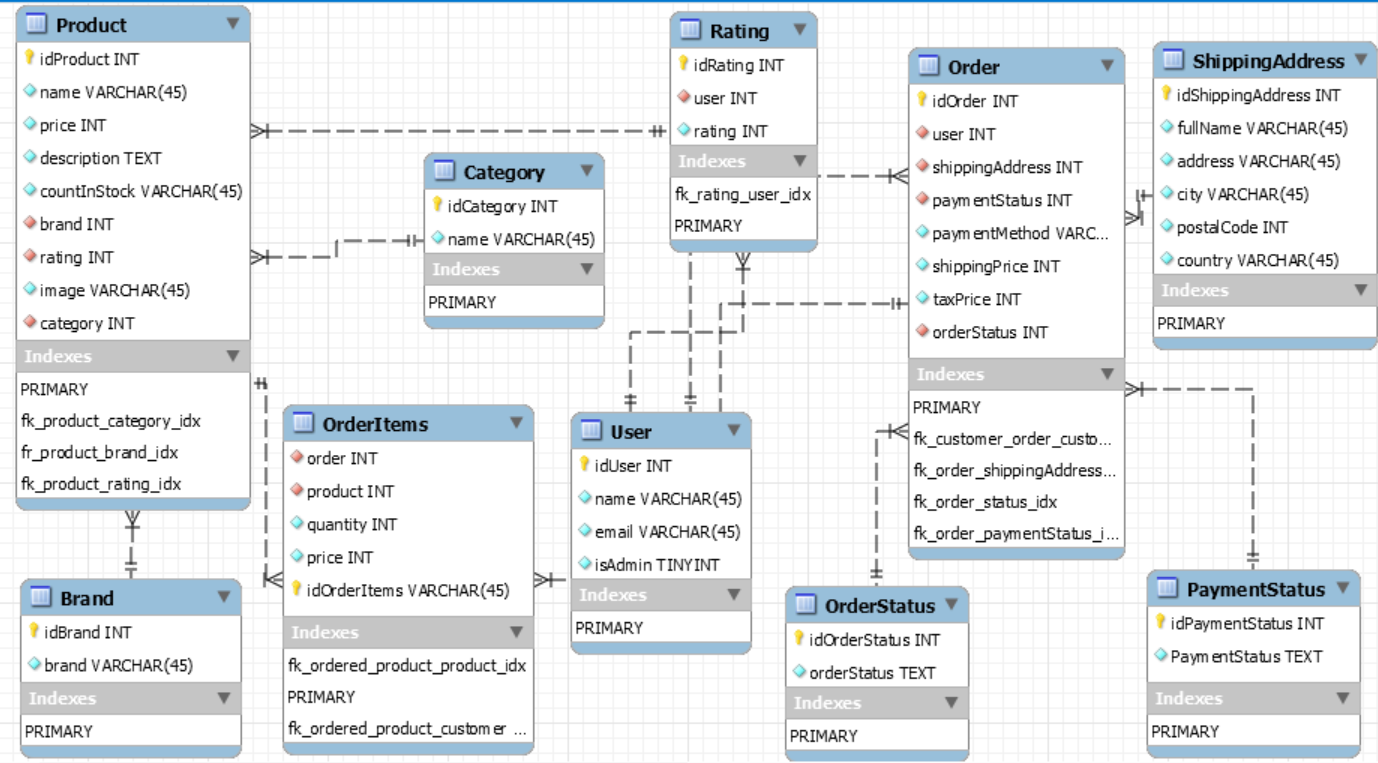 Product
idProduct INT
name VARCHAR(45)
price INT
description TEXT
countInStock VARCHAR(45)
brand INT
rating INT
image VARCHAR(45)
category INT
Indexes
PRIMARY
fk_product_category_idx
fr_product_brand_idx
fk_product_rating_idx
Brand
idBrand INT
brand VARCHAR(45)
Indexes
PRIMARY
Category
idCategory INT
name VARCHAR(45)
Indexes
PRIMARY
OrderItems
order INT
product INT
quantity INT
price INT
idOrderItems VARCHAR(45)
Indexes
fk_ordered_product_product_idx
PRIMARY
fk_ordered_product_customer ...
Rating
idRating INT
user INT
rating INT
Indexes
fk_rating_user_idx
PRIMARY
User
idUser INT
name VARCHAR(45)
email VARCHAR(45)
isAdmin TINYINT
Indexes
PRIMARY
Order
idOrder INT
user INT
shippingAddress INT
paymentStatus INT
paymentMethod VARC...
shippingPrice INT
taxPrice INT
orderStatus INT
Indexes
PRIMARY
fk_customer_order_custo...
fk_order_shippingAddress...
fk_order_status_idx
fk_order_paymentStatus_i...
OrderStatus
idOrderStatus INT
orderStatus TEXT
Indexes
PRIMARY
ShippingAddress
idShippingAddress INT
fullName VARCHAR(45)
address VARCHAR(45)
city VARCHAR(45)
postalCode INT
country VARCHAR(45)
Indexes
PRIMARY
PaymentStatus
idPaymentStatus INT
PaymentStatus TEXT
Indexes
PRIMARY